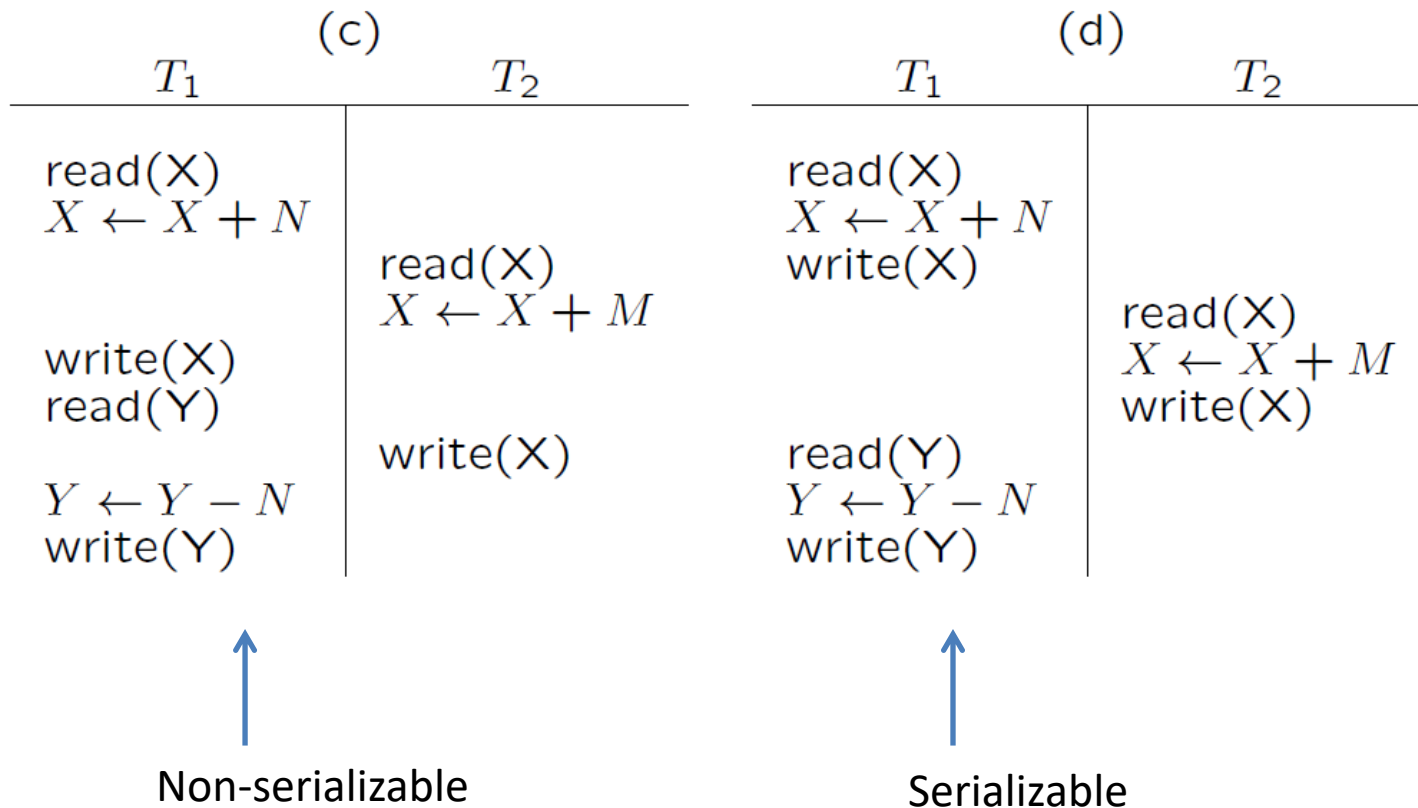 (c)
T₁ T₂
read(X)
X ← X + N
read(X)
X ← X + M
write(X)
read(Y)
write(X)
Y ← Y − N
write(Y)
Non-serializable
(d)
T₁ T₂
read(X)
X ← X + N
write(X)
read(X)
X ← X + M
write(X)
read(Y)
Y ← Y − N
write(Y)
Serializable